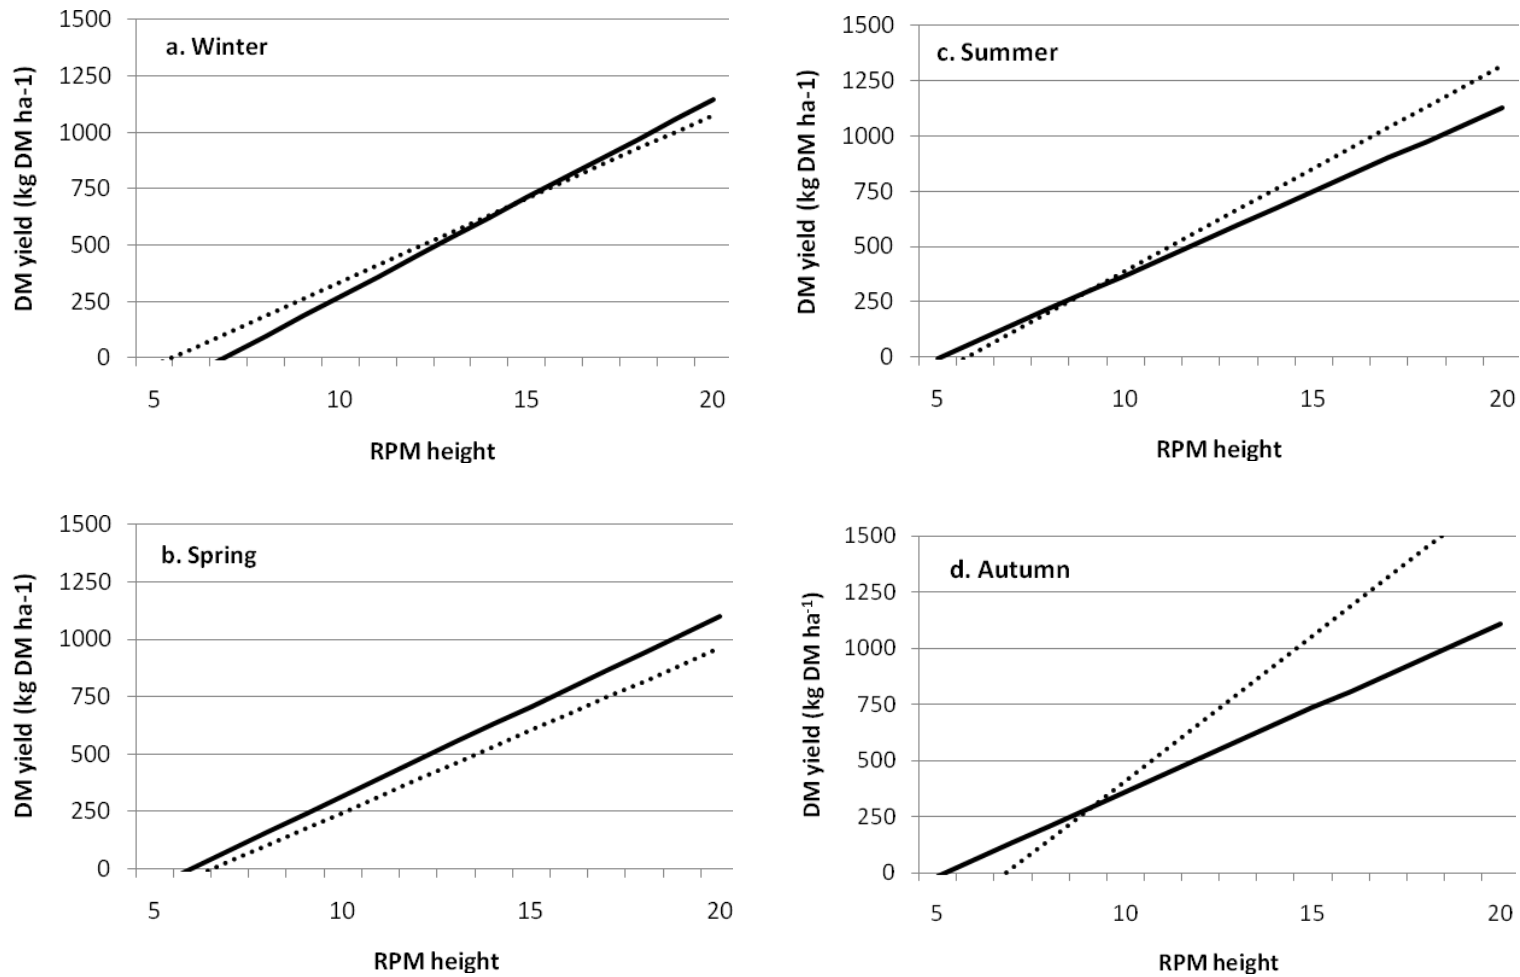 a. Winter
DM yield (kg DM ha-1)
1500
1250
1000
750
500
250
0
5 10 15 20
RPM height
c. Summer
DM yield (kg DM ha-1)
1500
1250
1000
750
500
250
0
5 10 15 20
RPM height
b. Spring
DM yield (kg DM ha-1)
1500
1250
1000
750
500
250
0
5 10 15 20
RPM height
d. Autumn
DM yield (kg DM ha⁻¹)
1500
1250
1000
750
500
250
0
5 10 15 20
RPM height